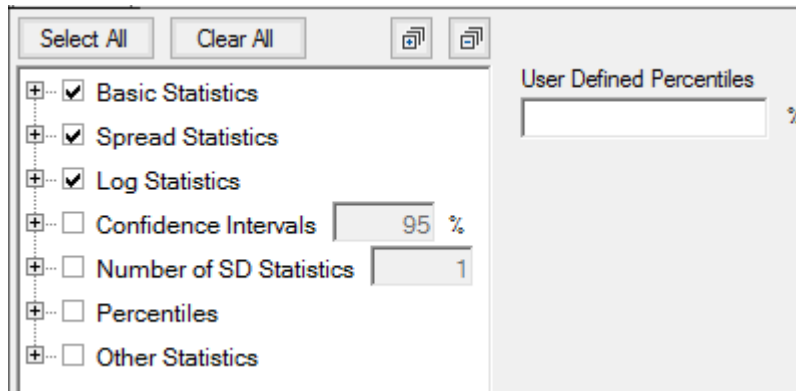 Select All Clear All
User Defined Percentiles
%
Basic Statistics
Spread Statistics
Log Statistics
Confidence Intervals 95 %
Number of SD Statistics 1
Percentiles
Other Statistics